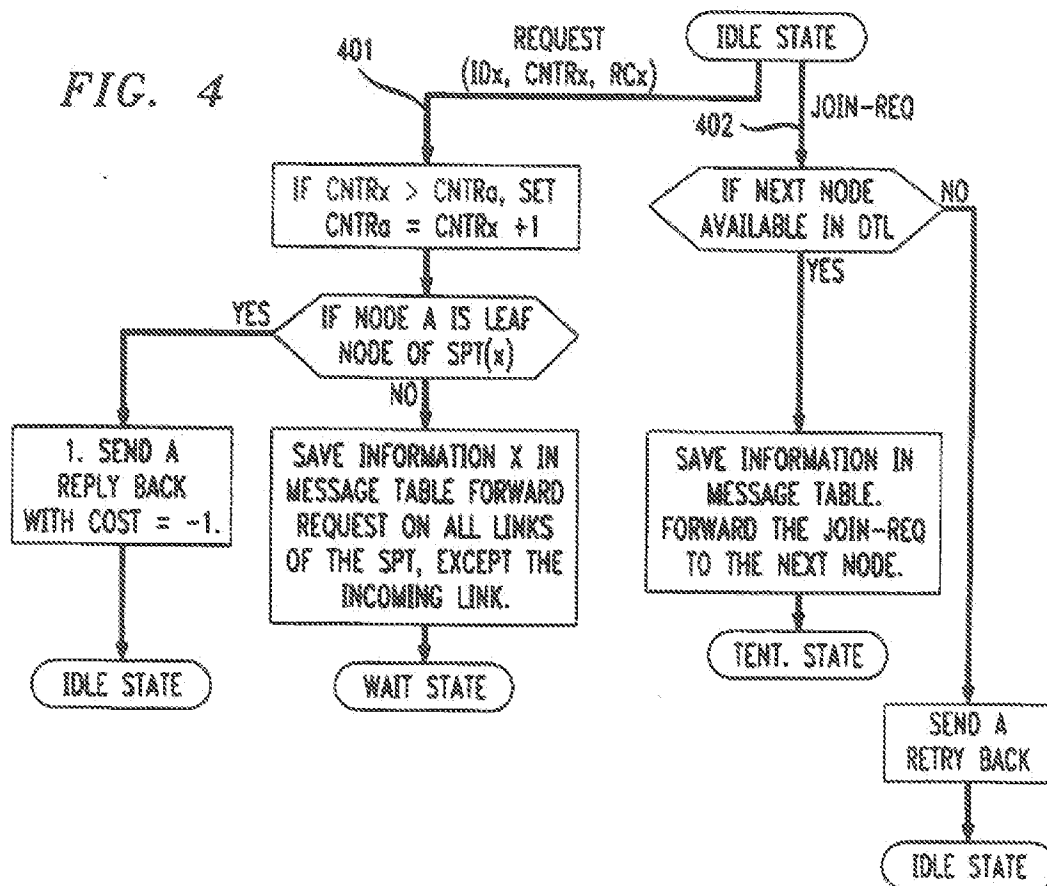 FIG. 4
401
REQUEST
(IDx, CNTRx, RCx)
IDLE STATE
402
JOIN-REQ
IF CNTRx > CNTRa, SET
CNTRa = CNTRx +1
IF NEXT NODE
AVAILABLE IN DTL
NO
YES
YES
IF NODE A IS LEAF
NODE OF SPT(x)
NO
1. SEND A
REPLY BACK
WITH COST = -1.
SAVE INFORMATION X IN
MESSAGE TABLE FORWARD
REQUEST ON ALL LINKS
OF THE SPT, EXCEPT THE
INCOMING LINK.
SAVE INFORMATION IN
MESSAGE TABLE.
FORWARD THE JOIN-REQ
TO THE NEXT NODE.
IDLE STATE
WAIT STATE
TENT. STATE
SEND A
RETRY BACK
IDLE STATE